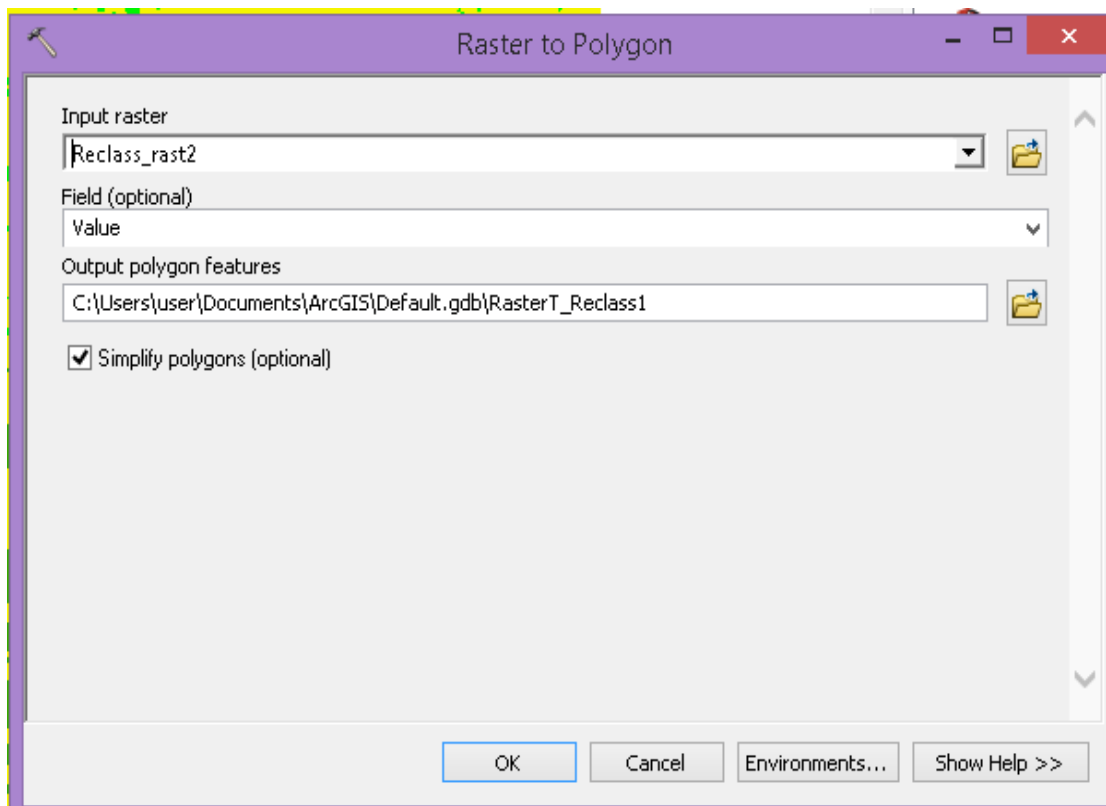 Raster to Polygon
Input raster
Reclass_rast2
Field (optional)
Value
Output polygon features
C:\Users\user\Documents\ArcGIS\Default.gdb\RasterT_Reclass1
Simplify polygons (optional)
OK Cancel Environments... Show Help >>